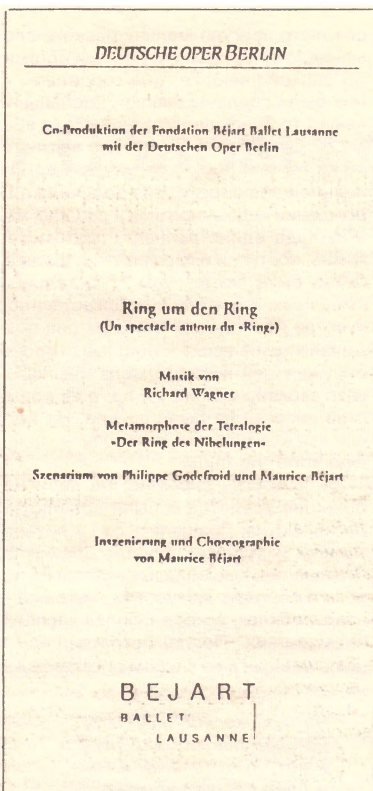 DEUTSCHE OPER BERLIN
Co-Produktion der Fondation Béjart Ballet Lausanne
mit der Deutschen Oper Berlin
Ring um den Ring
(Un spectacle autour du «Ring»)
Musik von
Richard Wagner
Metamorphose der Tetralogie
»Der Ring des Nibelungen«
Szenarium von Philippe Godefroid und Maurice Béjart
Inszenierung und Choreographie
von Maurice Béjart
BEJART
BALLET
LAUSANNE